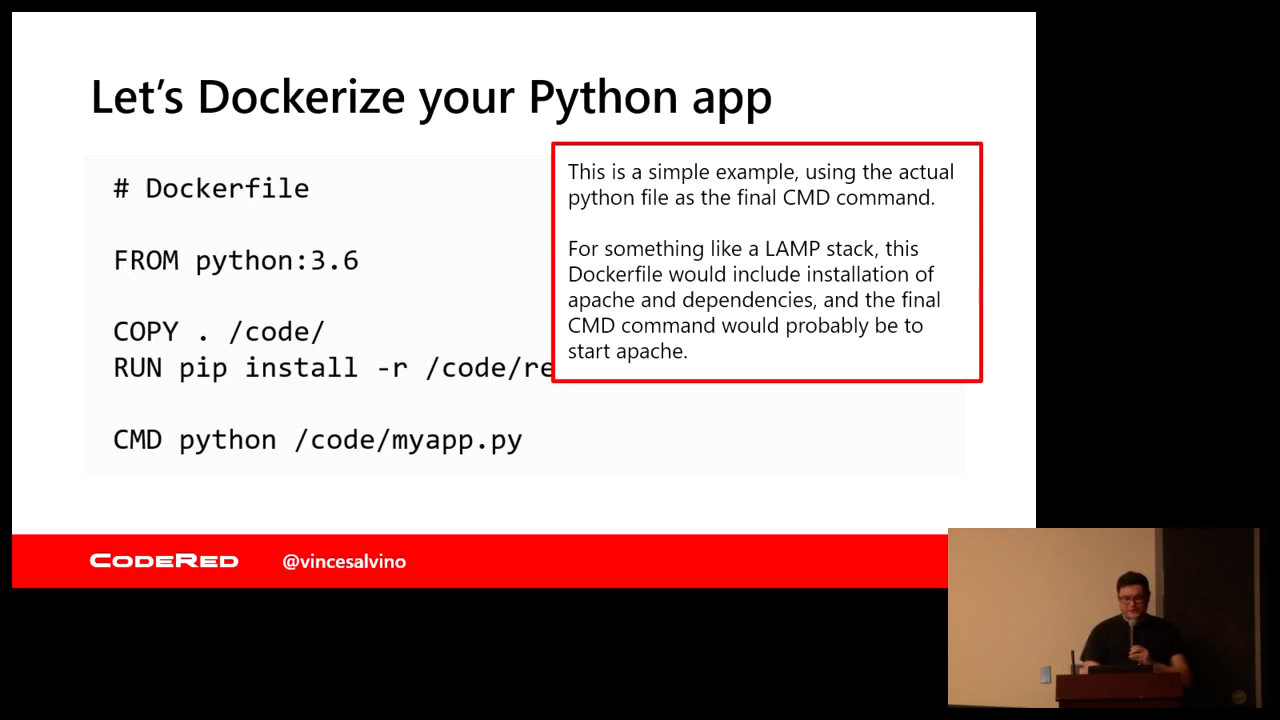 Let's Dockerize your Python app
# Dockerfile
FROM python:3.6
COPY . /code/
RUN pip install -r /code/re
CMD python /code/myapp.py
This is a simple example, using the actual
python file as the final CMD command.
For something like a LAMP stack, this
Dockerfile would include installation of
apache and dependencies, and the final
CMD command would probably be to
start apache.
CODERED
@vincesalvino